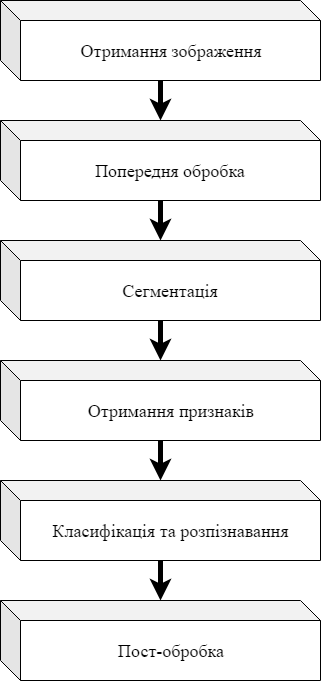 Отримання зображення
Попередня обробка
Сегментація
Отримання признаків
Класифікація та розпізнавання
Пост-обробка